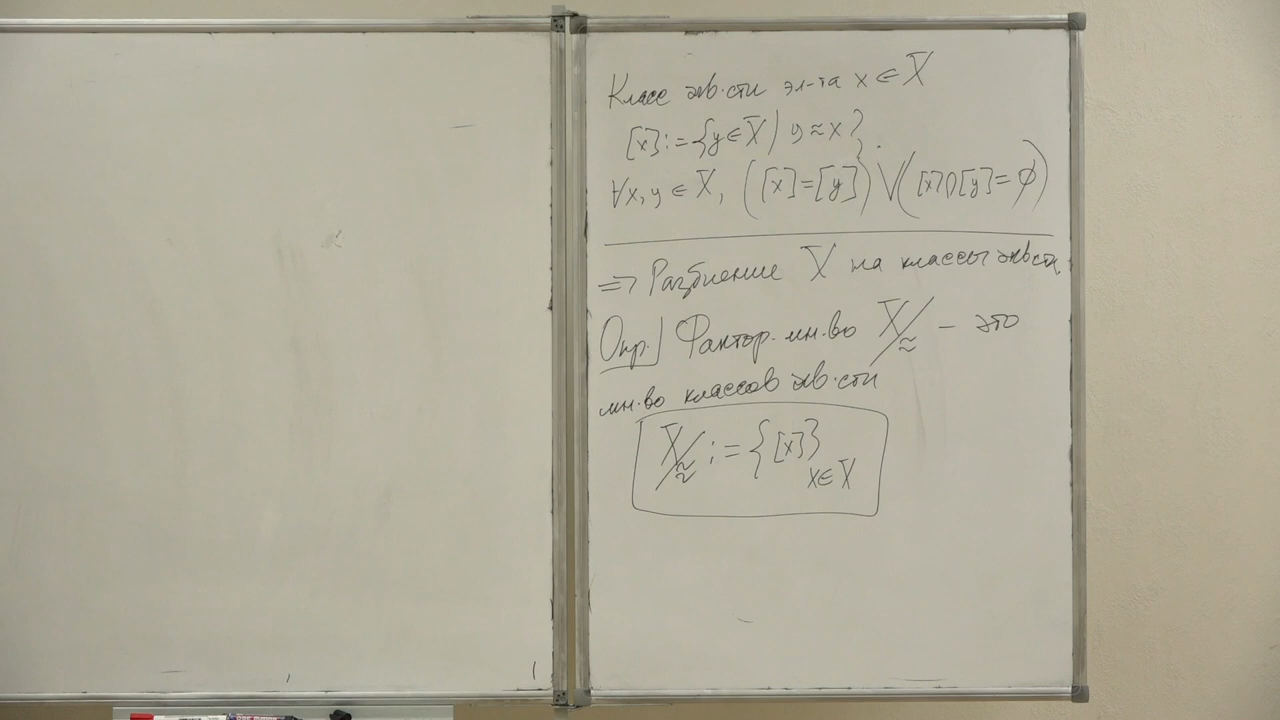 Класс экв-сти эл-та x ∈ X
[x] := {y ∈ X | y ≈ x}
∀x, y ∈ X, ([x]=[y]) ∨̇ ([x]∩[y]=∅)
=> Разбиение X на классы экв-сти
Опр.] Фактор. мн-во X/≈ – это
мн-во классов экв-сти
X/≈ := {[x]} x∈X